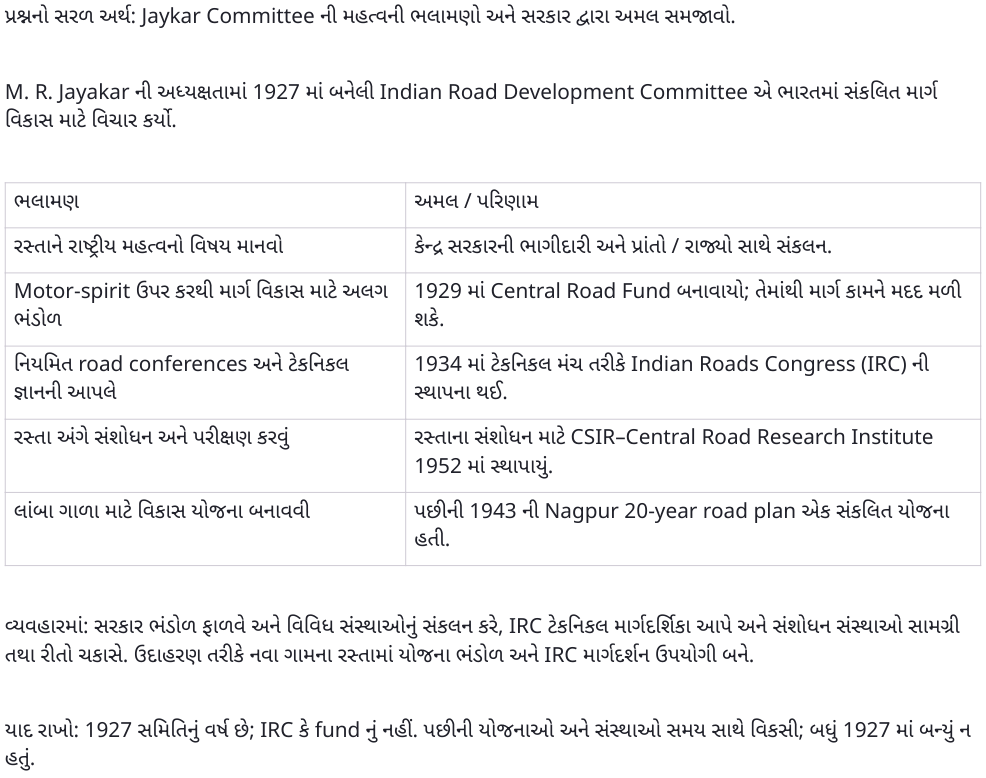 પ્રશ્નનો સરળ અર્થ: Jaykar Committee ની મહત્વની ભલામણો અને સરકાર દ્વારા અમલ સમજાવો.
M. R. Jayakar ની અધ્યક્ષતામાં 1927 માં બનેલી Indian Road Development Committee એ ભારતમાં સંકલિત માર્ગ
વિકાસ માટે વિચાર કર્યો.
ભલામણ
અમલ / પરિણામ
રસ્તાને રાષ્ટ્રીય મહત્વનો વિષય માનવો
કેન્દ્ર સરકારની ભાગીદારી અને પ્રાંતો / રાજ્યો સાથે સંકલન.
Motor-spirit ઉપર કરથી માર્ગ વિકાસ માટે અલગ
ભંડોળ
1929 માં Central Road Fund બનાવાયો; તેમાંથી માર્ગ કામને મદદ મળી
શકે.
નિયમિત road conferences અને ટેકનિકલ
જ્ઞાનની આપલે
1934 માં ટેકનિકલ મંચ તરીકે Indian Roads Congress (IRC) ની
સ્થાપના થઈ.
રસ્તા અંગે સંશોધન અને પરીક્ષણ કરવું
રસ્તાના સંશોધન માટે CSIR–Central Road Research Institute
1952 માં સ્થાપાયું.
લાંબા ગાળા માટે વિકાસ યોજના બનાવવી
પછીની 1943 ની Nagpur 20-year road plan એક સંકલિત યોજના
હતી.
વ્યવહારમાં: સરકાર ભંડોળ ફાળવે અને વિવિધ સંસ્થાઓનું સંકલન કરે, IRC ટેકનિકલ માર્ગદર્શિકા આપે અને સંશોધન સંસ્થાઓ સામગ્રી
તથા રીતો ચકાસે. ઉદાહરણ તરીકે નવા ગામના રસ્તામાં યોજના ભંડોળ અને IRC માર્ગદર્શન ઉપયોગી બને.
યાદ રાખો: 1927 સમિતિનું વર્ષ છે; IRC કે fund નું નહીં. પછીની યોજનાઓ અને સંસ્થાઓ સમય સાથે વિકસી; બધું 1927 માં બન્યું ન
હતું.